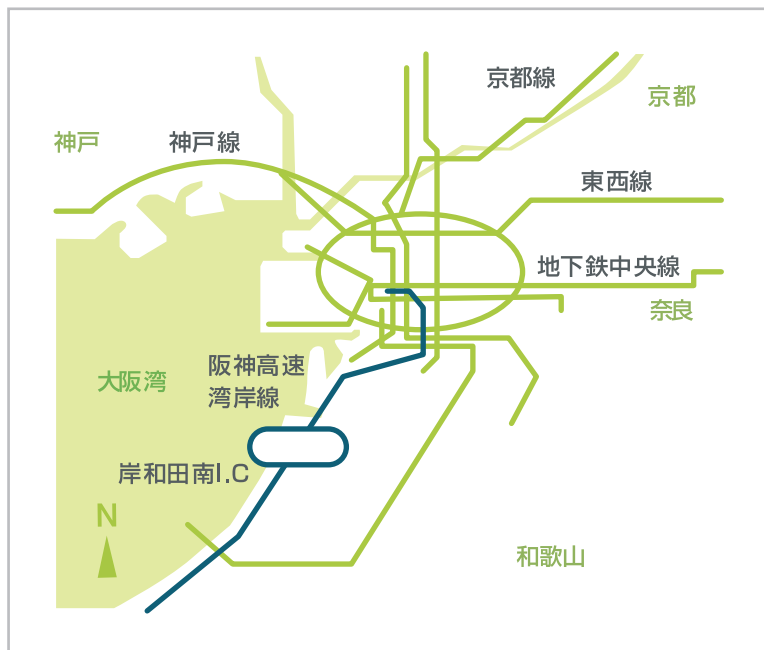 京都線
京都
神戸
神戸線
東西線
地下鉄中央線
奈良
阪神高速
湾岸線
大阪湾
岸和田南I.C
N
和歌山